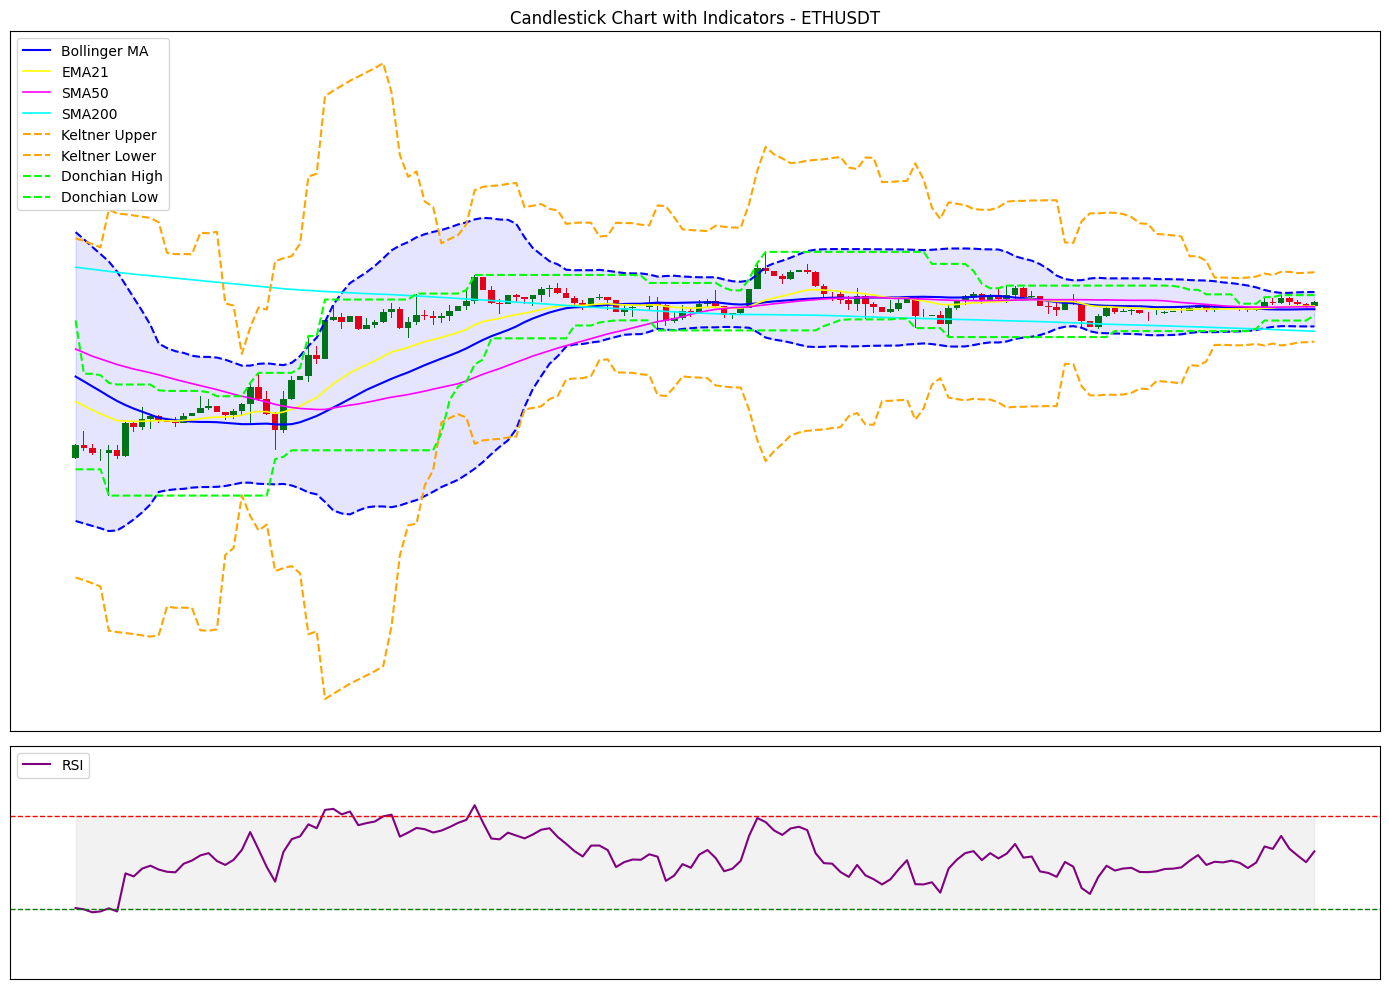 Candlestick Chart with Indicators - ETHUSDT
Bollinger MA
EMA21
SMA50
SMA200
Keltner Upper
Keltner Lower
Donchian High
Donchian Low
RSI